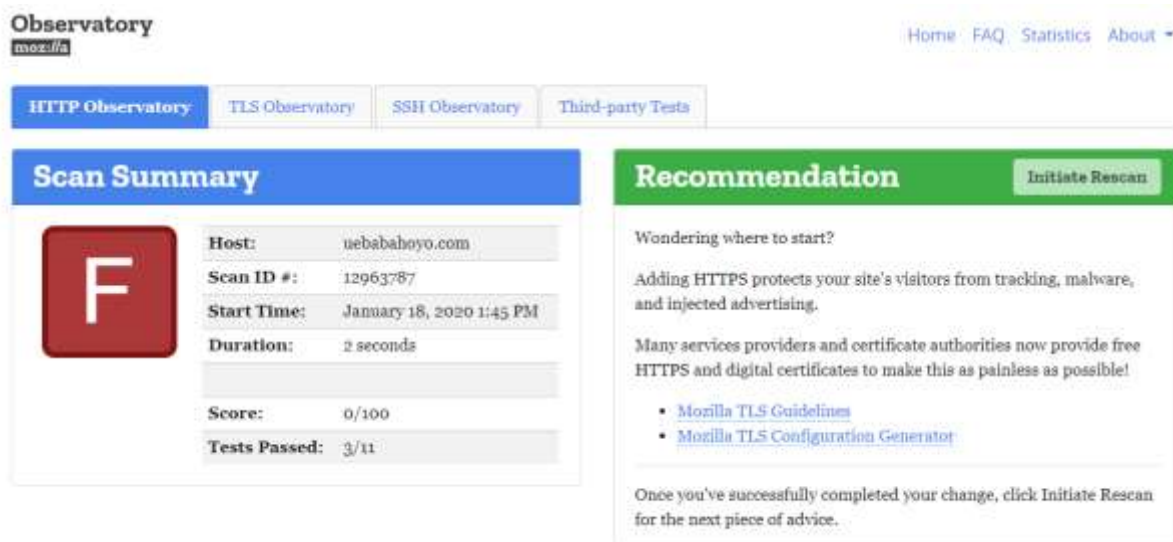 Observatory
moz://a
Home FAQ Statistics About
HTTP Observatory TLS Observatory SSH Observatory Third-party Tests
Scan Summary
F
Host: uebabahoyo.com
Scan ID #: 12963787
Start Time: January 18, 2020 1:45 PM
Duration: 2 seconds
Score: 0/100
Tests Passed: 3/11
Recommendation
Initiate Rescan
Wondering where to start?
Adding HTTPS protects your site's visitors from tracking, malware,
and injected advertising.
Many services providers and certificate authorities now provide free
HTTPS and digital certificates to make this as painless as possible!
• Mozilla TLS Guidelines
• Mozilla TLS Configuration Generator
Once you've successfully completed your change, click Initiate Rescan
for the next piece of advice.